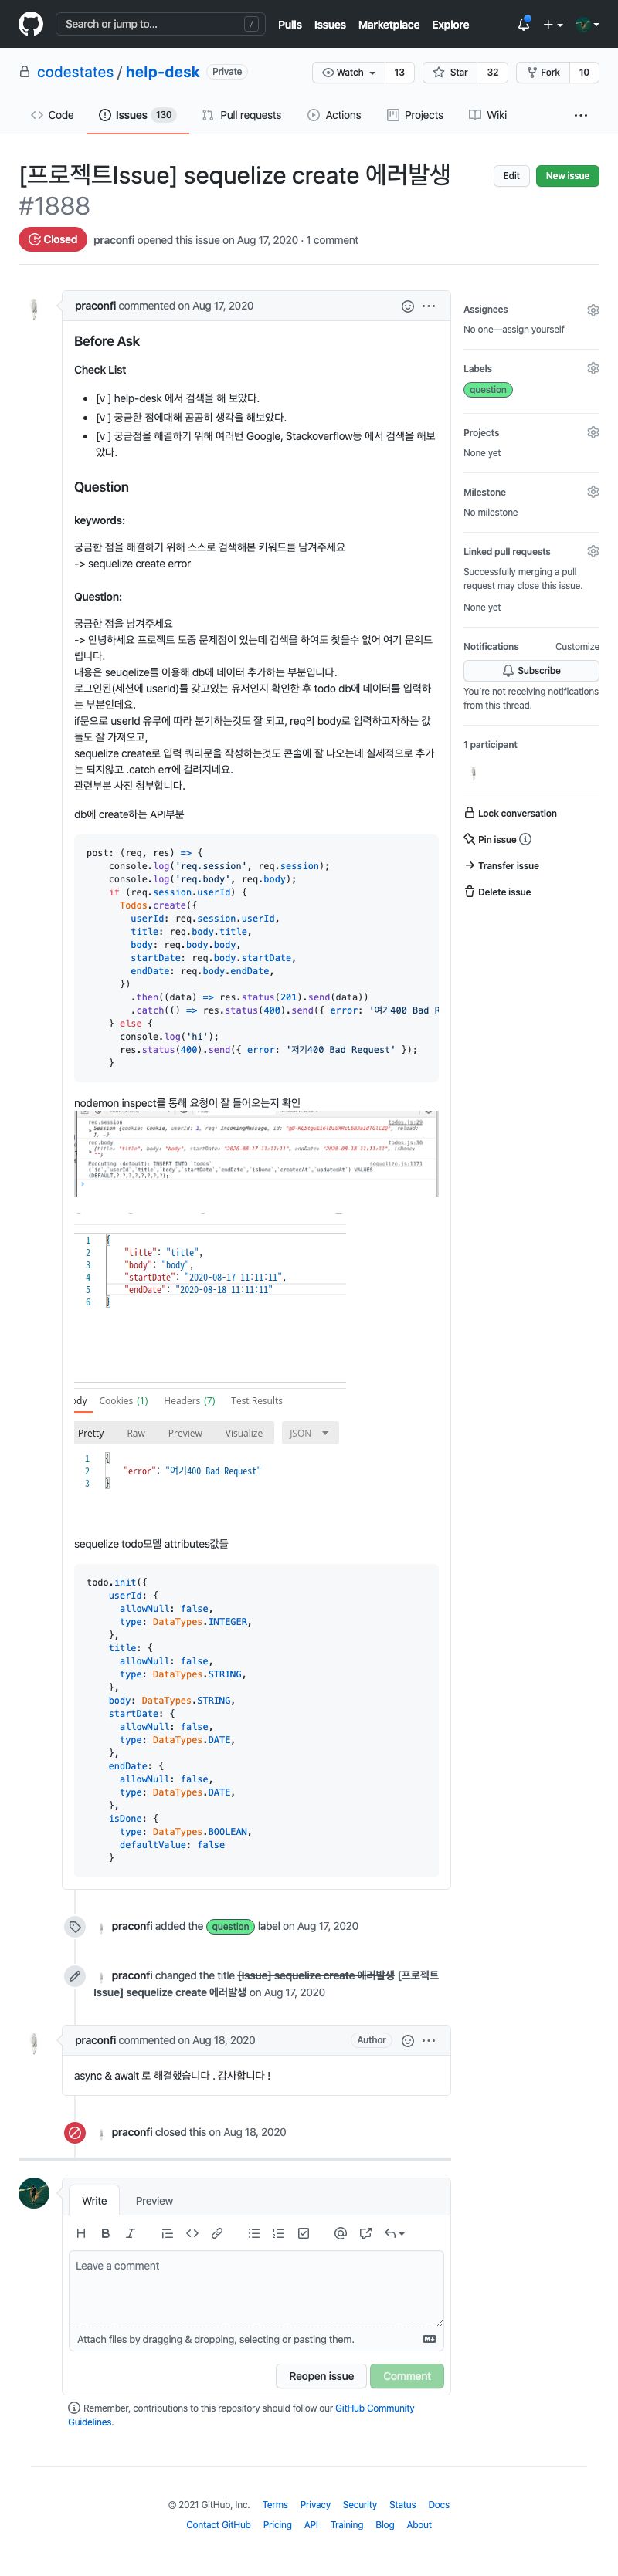 Search or jump to...
/
Pulls Issues Marketplace Explore
codestates / help-desk Private
Watch 13 Star 32 Fork 10
Code Issues 130 Pull requests Actions Projects Wiki
[프로젝트Issue] sequelize create 에러발생
#1888
Edit New issue
Closed praconfi opened this issue on Aug 17, 2020 · 1 comment
praconfi commented on Aug 17, 2020
Before Ask
Check List
[v ] help-desk 에서 검색을 해 보았다.
[v ] 궁금한 점에대해 곰곰히 생각을 해보았다.
[v ] 궁금점을 해결하기 위해 여러번 Google, Stackoverflow등 에서 검색을 해보
았다.
Question
keywords:
궁금한 점을 해결하기 위해 스스로 검색해본 키워드를 남겨주세요
-> sequelize create error
Question:
궁금한 점을 남겨주세요
-> 안녕하세요 프로젝트 도중 문제점이 있는데 검색을 하여도 찾을수 없어 여기 문의드
립니다.
내용은 seuqelize를 이용해 db에 데이터 추가하는 부분입니다.
로그인된(세션에 userId)를 갖고있는 유저인지 확인한 후 todo db에 데이터를 입력하
는 부분인데요.
if문으로 userId 유무에 따라 분기하는것도 잘 되고, req의 body로 입력하고자하는 값
들도 잘 가져오고,
sequelize create로 입력 쿼리문을 작성하는것도 콘솔에 잘 나오는데 실제적으로 추가
는 되지않고 .catch err에 걸려지네요.
관련부분 사진 첨부합니다.
db에 create하는 API부분
post: (req, res) => {
console.log('req.session', req.session);
console.log('req.body', req.body);
if (req.session.userId) {
Todos.create({
userId: req.session.userId,
title: req.body.title,
body: req.body.body,
startDate: req.body.startDate,
endDate: req.body.endDate,
})
.then((data) => res.status(201).send(data))
.catch(() => res.status(400).send({ error: '여기400 Bad R
} else {
console.log('hi');
res.status(400).send({ error: '저기400 Bad Request' });
}
nodemon inspect를 통해 요청이 잘 들어오는지 확인
req.session
req.body
1 {
2 "title": "title",
3 "body": "body",
4 "startDate": "2020-08-17 11:11:11",
5 "endDate": "2020-08-18 11:11:11"
6 }
ody Cookies (1) Headers (7) Test Results
Pretty Raw Preview Visualize JSON
1 {
2 "error": "여기400 Bad Request"
3 }
sequelize todo모델 attributes값들
todo.init({
userId: {
allowNull: false,
type: DataTypes.INTEGER,
},
title: {
allowNull: false,
type: DataTypes.STRING,
},
body: DataTypes.STRING,
startDate: {
allowNull: false,
type: DataTypes.DATE,
},
endDate: {
allowNull: false,
type: DataTypes.DATE,
},
isDone: {
type: DataTypes.BOOLEAN,
defaultValue: false
}
praconfi added the question label on Aug 17, 2020
praconfi changed the title [Issue] sequelize create 에러발생 [프로젝트
Issue] sequelize create 에러발생 on Aug 17, 2020
praconfi commented on Aug 18, 2020 Author
async & await 로 해결했습니다 . 감사합니다 !
praconfi closed this on Aug 18, 2020
Assignees
No one—assign yourself
Labels
question
Projects
None yet
Milestone
No milestone
Linked pull requests
Successfully merging a pull
request may close this issue.
None yet
Notifications Customize
Subscribe
You're not receiving notifications
from this thread.
1 participant
Lock conversation
Pin issue
Transfer issue
Delete issue
Write Preview
Leave a comment
Attach files by dragging & dropping, selecting or pasting them.
Reopen issue Comment
Remember, contributions to this repository should follow our GitHub Community
Guidelines.
© 2021 GitHub, Inc. Terms Privacy Security Status Docs
Contact GitHub Pricing API Training Blog About